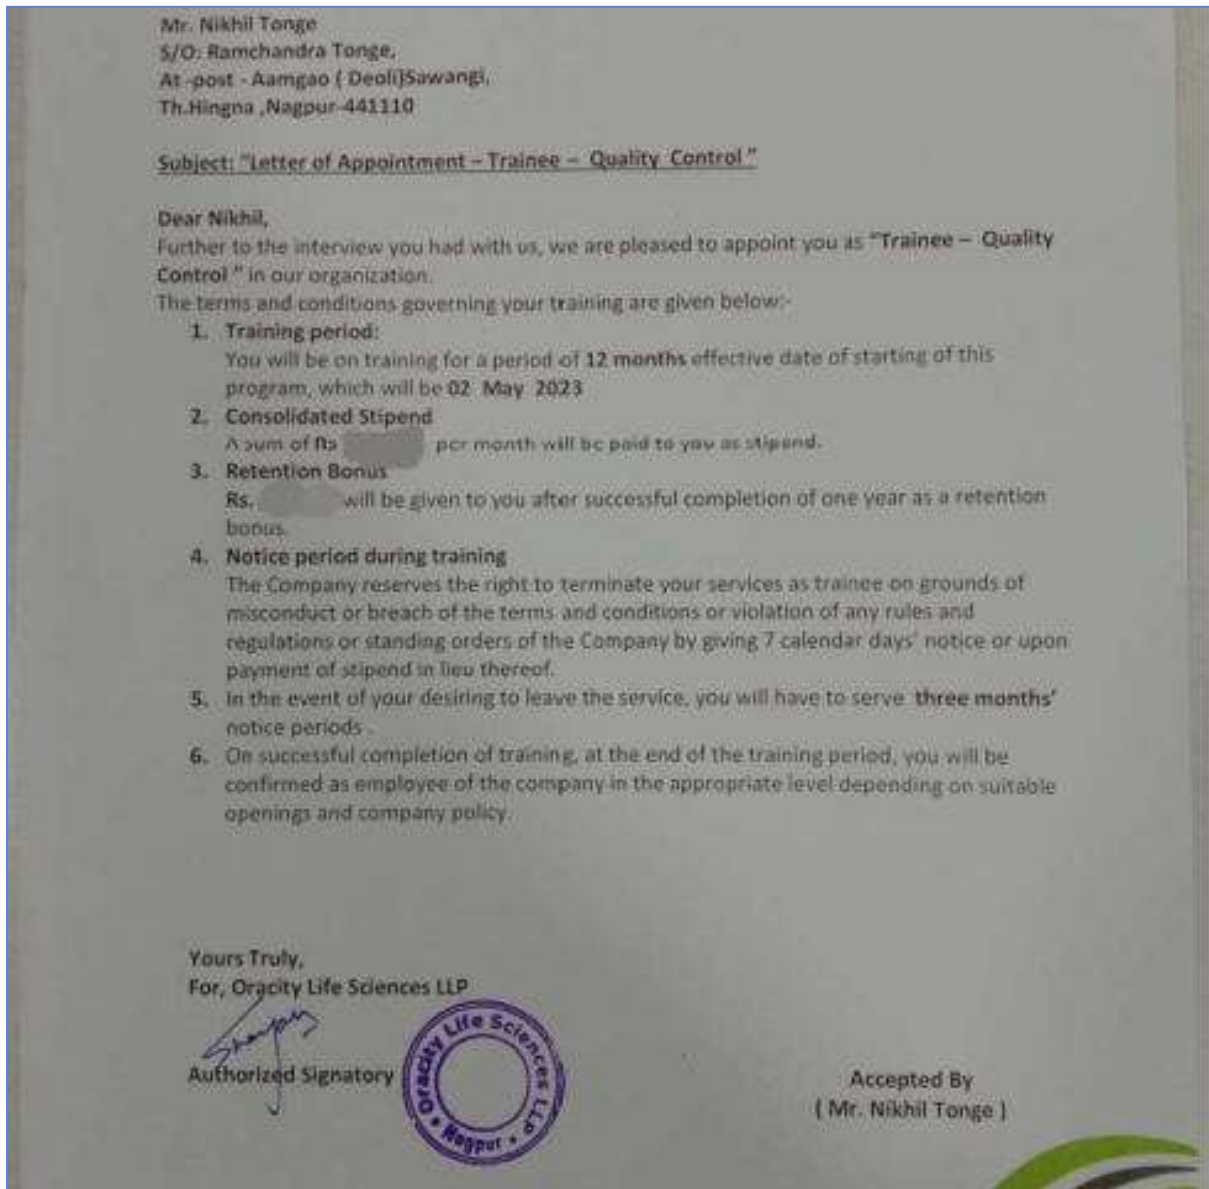 Mr. Nikhil Tonge
S/O: Ramchandra Tonge,
At -post - Aamgao ( Deoli)Sawangi,
Th.Hingna ,Nagpur-441110
Subject: "Letter of Appointment – Trainee – Quality Control "
Dear Nikhil,
Further to the interview you had with us, we are pleased to appoint you as "Trainee – Quality
Control " in our organization.
The terms and conditions governing your training are given below:-
1. Training period:
You will be on training for a period of 12 months effective date of starting of this
program, which will be 02 May 2023
2. Consolidated Stipend
A sum of Rs per month will be paid to you as stipend.
3. Retention Bonus
Rs. will be given to you after successful completion of one year as a retention
bonus.
4. Notice period during training
The Company reserves the right to terminate your services as trainee on grounds of
misconduct or breach of the terms and conditions or violation of any rules and
regulations or standing orders of the Company by giving 7 calendar days' notice or upon
payment of stipend in lieu thereof.
5. In the event of your desiring to leave the service, you will have to serve three months'
notice periods .
6. On successful completion of training, at the end of the training period, you will be
confirmed as employee of the company in the appropriate level depending on suitable
openings and company policy.
Yours Truly,
For, Oracity Life Sciences LLP
Authorized Signatory
Oracity Life Sciences LLP
Nagpur
Accepted By
( Mr. Nikhil Tonge )